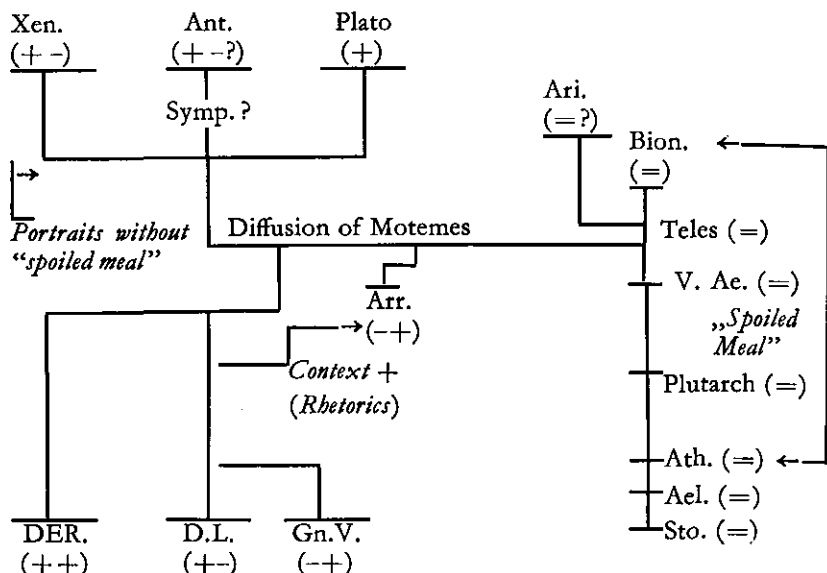 Xen.
(+ -)
Ant.
(+ -?)
Plato
(+)
Symp. ?
Ari.
(= ?)
Bion.
(=)
Portraits without
"spoiled meal"
Diffusion of Motemes
Teles (=)
Arr.
(-+)
V. Ae. (=)
„Spoiled
Meal"
Context +
(Rhetorics)
Plutarch (=)
Ath. (=)
Ael. (=)
Sto. (=)
DER.
(++)
D.L.
(+-)
Gn.V.
(-+)